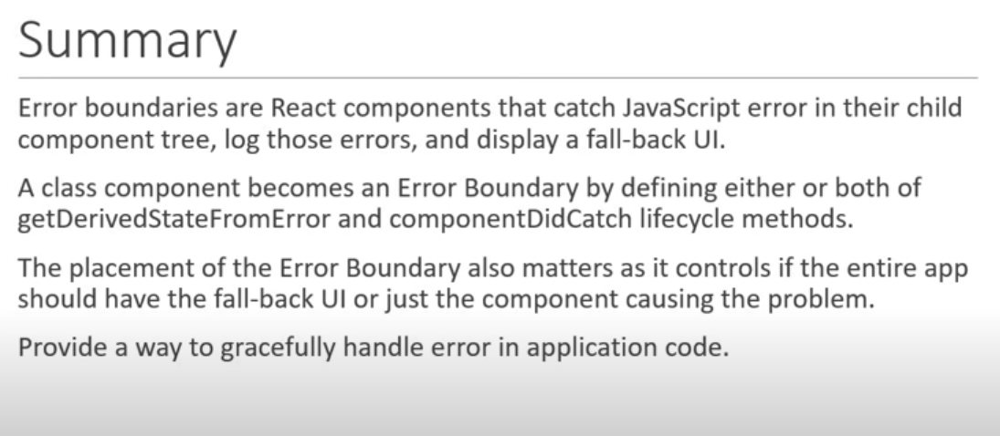 Summary
Error boundaries are React components that catch JavaScript error in their child
component tree, log those errors, and display a fall-back UI.
A class component becomes an Error Boundary by defining either or both of
getDerivedStateFromError and componentDidCatch lifecycle methods.
The placement of the Error Boundary also matters as it controls if the entire app
should have the fall-back UI or just the component causing the problem.
Provide a way to gracefully handle error in application code.